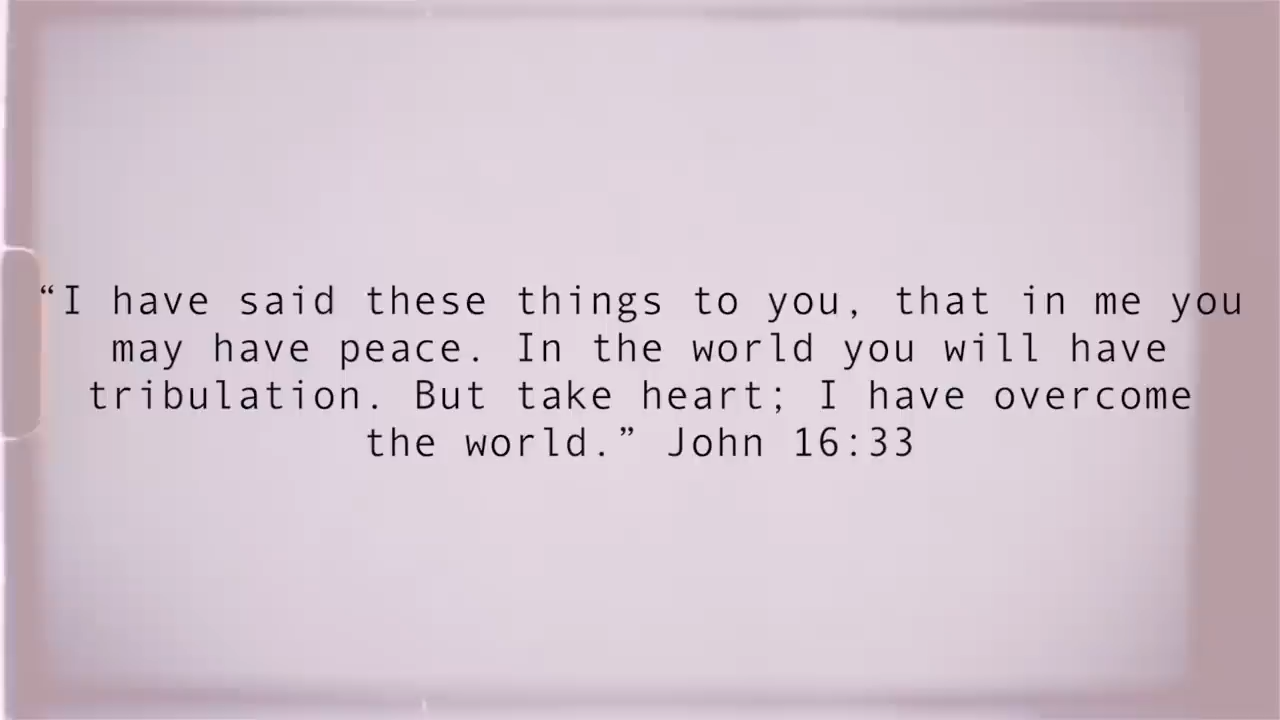 “I have said these things to you, that in me you
may have peace. In the world you will have
tribulation. But take heart; I have overcome
the world.” John 16:33